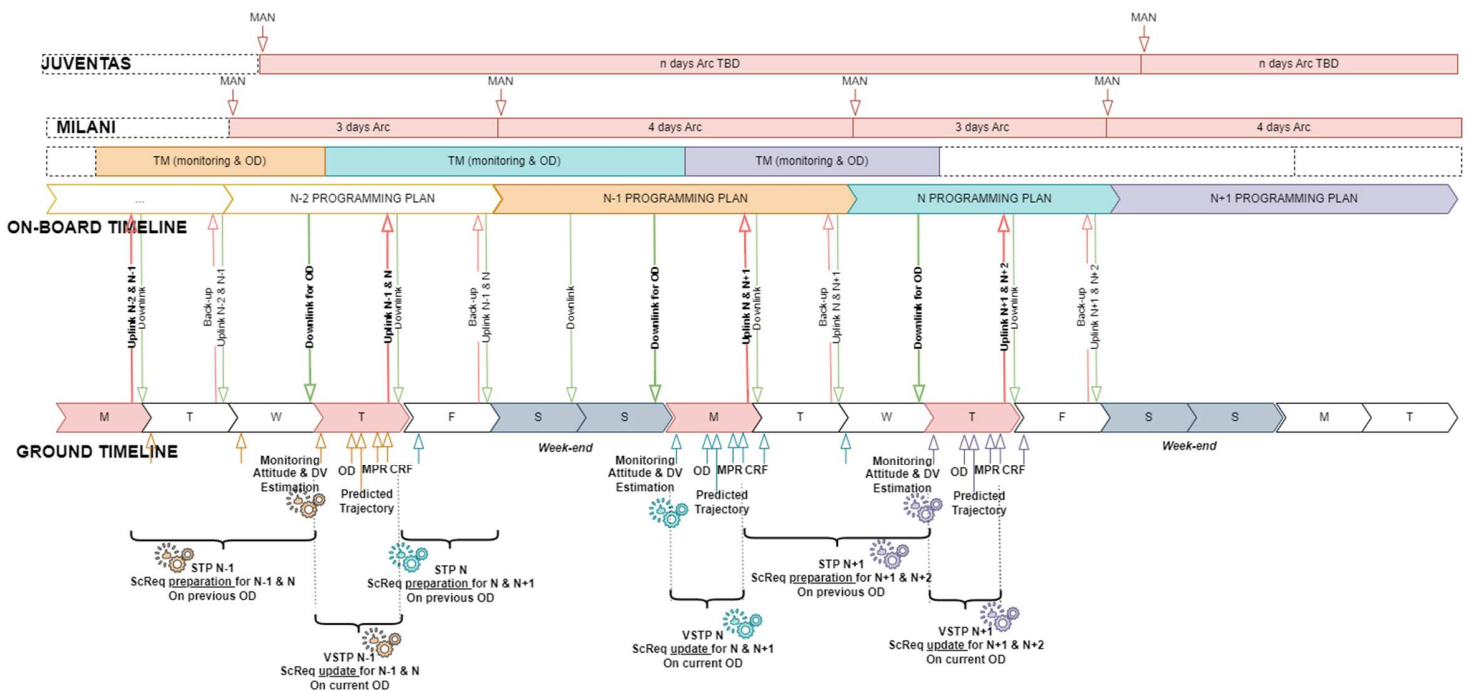 MAN
MAN
JUVENTAS
n days Arc TBD
n days Arc TBD
MAN
MAN
MAN
MAN
MILANI
3 days Arc
4 days Arc
3 days Arc
4 days Arc
TM (monitoring & OD)
TM (monitoring & OD)
TM (monitoring & OD)
...
N-2 PROGRAMMING PLAN
N-1 PROGRAMMING PLAN
N PROGRAMMING PLAN
N+1 PROGRAMMING PLAN
ON-BOARD TIMELINE
Uplink N-2 & N-1
Downlink
Back-up
Uplink N-2 & N-1
Downlink for OD
Uplink N-1 & N
Downlink
Back-up
Uplink N-1 & N
Downlink
Downlink for OD
Uplink N & N+1
Downlink
Back-up
Uplink N & N+1
Downlink for OD
Uplink N+1 & N+2
Downlink
Back-up
Uplink N+1 & N+2
M
T
W
T
F
S
S
M
T
W
T
F
S
S
M
T
GROUND TIMELINE
Week-end
Week-end
Monitoring
Attitude & DV
Estimation
OD
MPR
CRF
Predicted
Trajectory
Monitoring
Attitude & DV
Estimation
OD
MPR
CRF
Predicted
Trajectory
Monitoring
Attitude & DV
Estimation
OD
MPR
CRF
Predicted
Trajectory
STP N-1
ScReq preparation for N-1 & N
On previous OD
STP N
ScReq preparation for N & N+1
On previous OD
STP N+1
ScReq preparation for N+1 & N+2
On previous OD
VSTP N-1
ScReq update for N-1 & N
On current OD
VSTP N
ScReq update for N & N+1
On current OD
VSTP N+1
ScReq update for N+1 & N+2
On current OD